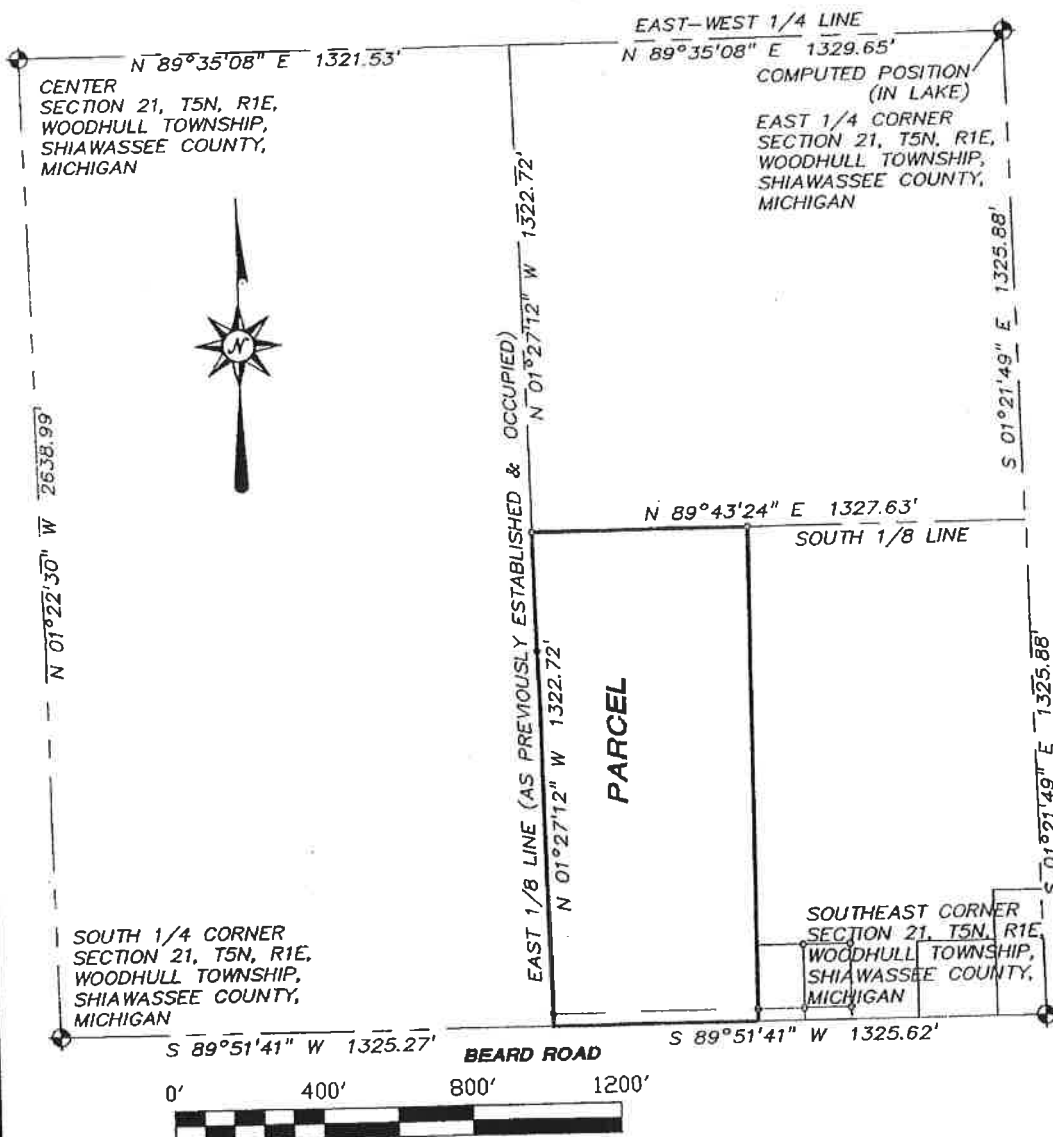 EAST-WEST 1/4 LINE
N 89°35'08" E 1321.53'
N 89°35'08" E 1329.65'
CENTER
SECTION 21, T5N, R1E,
WOODHULL TOWNSHIP,
SHIAWASSEE COUNTY,
MICHIGAN
COMPUTED POSITION
(IN LAKE)
EAST 1/4 CORNER
SECTION 21, T5N, R1E,
WOODHULL TOWNSHIP,
SHIAWASSEE COUNTY,
MICHIGAN
N 01°27'12" W 1322.72'
S 01°21'49" E 1325.88'
N
N 01°22'30" W 2638.99'
EAST 1/8 LINE (AS PREVIOUSLY ESTABLISHED & OCCUPIED)
N 89°43'24" E 1327.63'
SOUTH 1/8 LINE
N 01°27'12" W 1322.72'
PARCEL
S 01°21'49" E 1325.88'
SOUTH 1/4 CORNER
SECTION 21, T5N, R1E,
WOODHULL TOWNSHIP,
SHIAWASSEE COUNTY,
MICHIGAN
SOUTHEAST CORNER
SECTION 21, T5N, R1E,
WOODHULL TOWNSHIP,
SHIAWASSEE COUNTY,
MICHIGAN
S 89°51'41" W 1325.27'
BEARD ROAD
S 89°51'41" W 1325.62'
0' 400' 800' 1200'